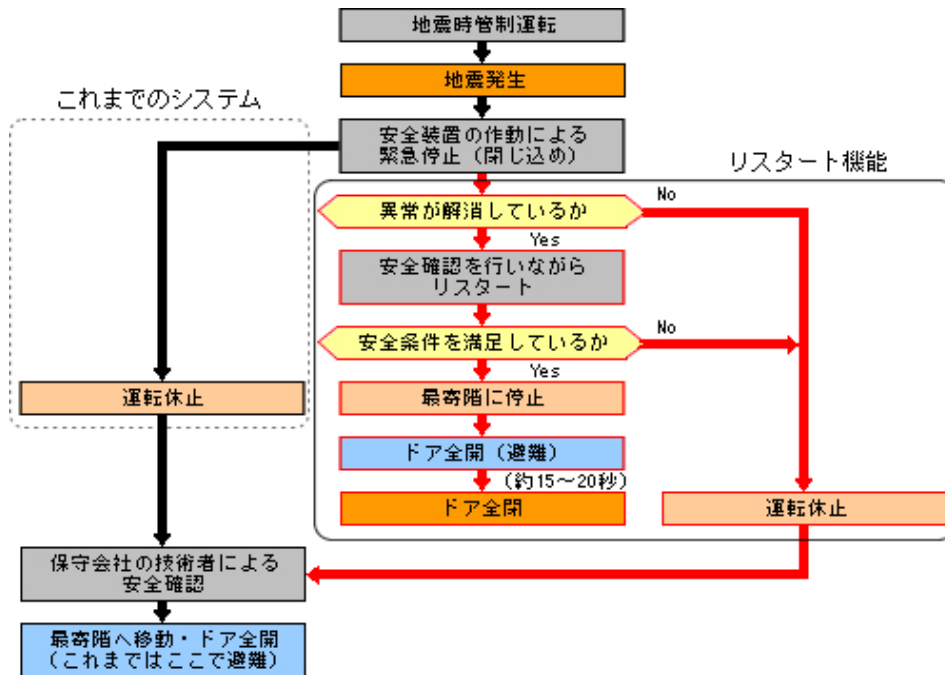 地震時管制運転
地震発生
これまでのシステム
安全装置の作動による
緊急停止（閉じ込め）
リスタート機能
異常が解消しているか
No
Yes
安全確認を行いながら
リスタート
安全条件を満足しているか
No
Yes
運転休止
最寄階に停止
ドア全開（避難）
（約15～20秒）
ドア全閉
運転休止
保守会社の技術者による
安全確認
最寄階へ移動・ドア全開
（これまではここで避難）